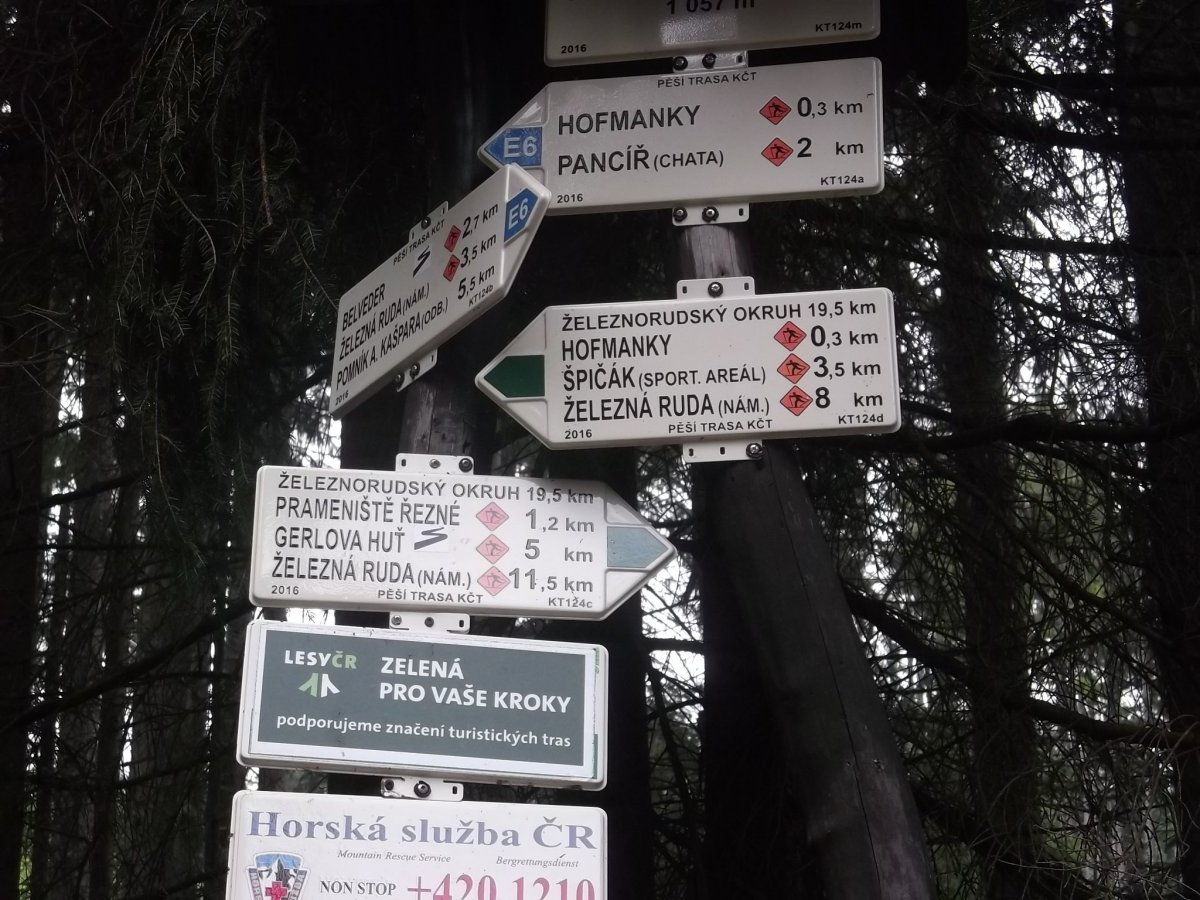 1 057 m
2016 KT124m
PĚŠÍ TRASA KČT
E6
HOFMANKY 0,3 km
PANCÍŘ (CHATA) 2 km
2016 KT124a
PĚŠÍ TRASA KČT
E6
BELVEDER 2,7 km
ŽELEZNÁ RUDA (NÁM.) 3,5 km
POMNÍK A. KAŠPARA (ODB.) 5,5 km
2016 KT124b
ŽELEZNORUDSKÝ OKRUH 19,5 km
HOFMANKY 0,3 km
ŠPIČÁK (SPORT. AREÁL) 3,5 km
ŽELEZNÁ RUDA (NÁM.) 8 km
2016 PĚŠÍ TRASA KČT KT124d
ŽELEZNORUDSKÝ OKRUH 19,5 km
PRAMENIŠTĚ ŘEZNÉ 1,2 km
GERLOVA HUŤ 5 km
ŽELEZNÁ RUDA (NÁM.) 11,5 km
2016 PĚŠÍ TRASA KČT KT124c
LESYČR ZELENÁ
PRO VAŠE KROKY
podporujeme značení turistických tras
Horská služba ČR
Mountain Rescue Service Bergrettungsdienst
NON STOP +420 1210